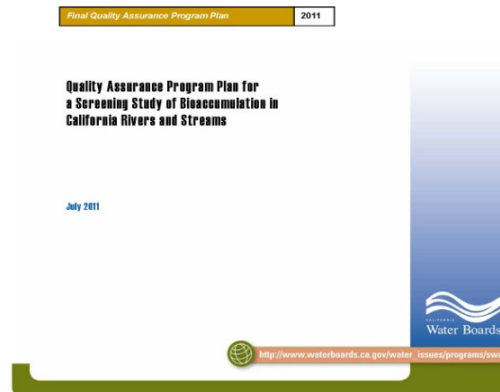 Final Quality Assurance Program Plan 2011
Quality Assurance Program Plan for
a Screening Study of Bioaccumulation in
California Rivers and Streams
July 2011
CALIFORNIA
Water Boards
http://www.waterboards.ca.gov/water_issues/programs/swa